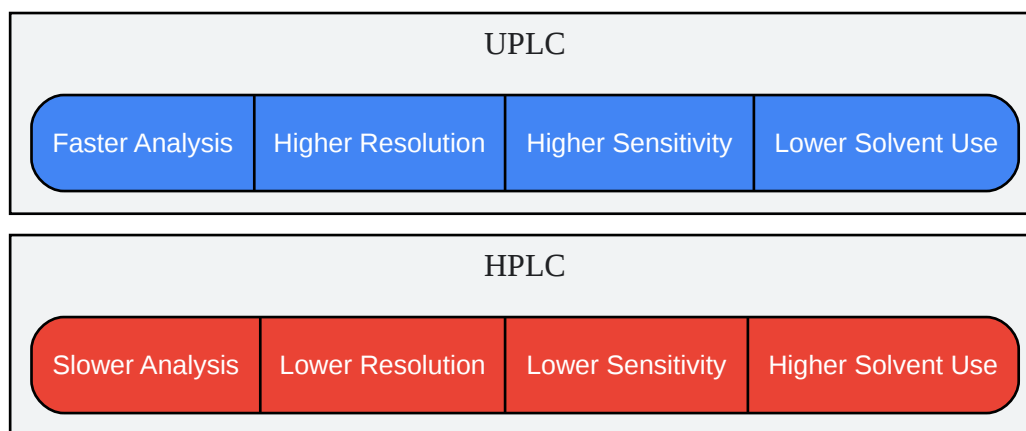 UPLC
Faster Analysis Higher Resolution Higher Sensitivity Lower Solvent Use
HPLC
Slower Analysis Lower Resolution Lower Sensitivity Higher Solvent Use